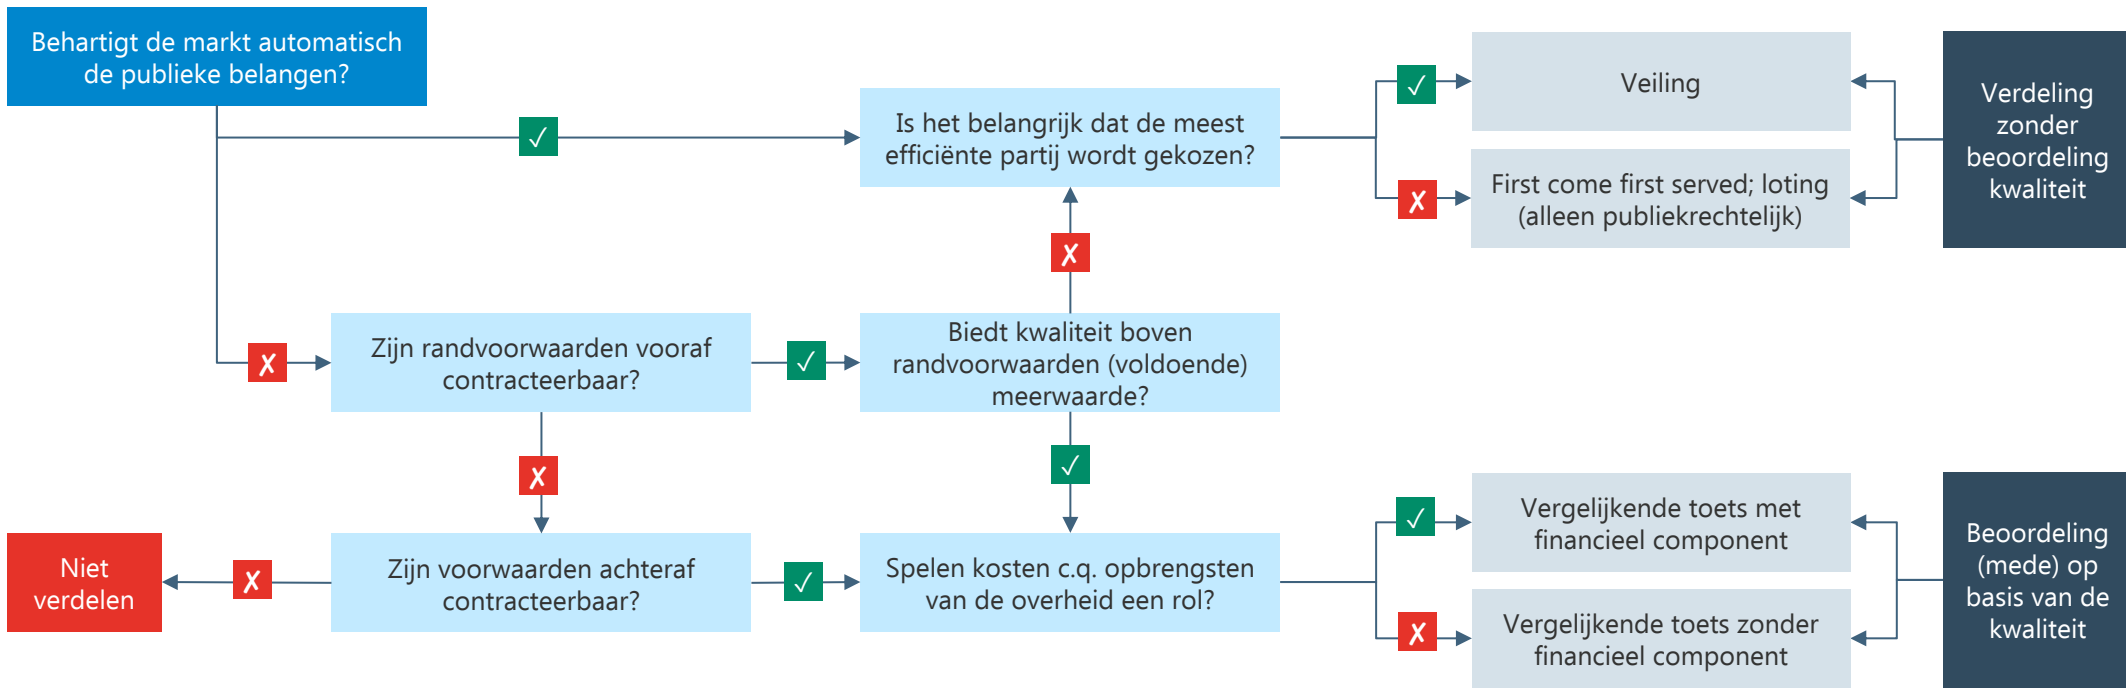 Behartigt de markt automatisch
de publieke belangen?
✓
Is het belangrijk dat de meest
efficiënte partij wordt gekozen?
✓
Veiling
✗
First come first served; loting
(alleen publiekrechtelijk)
Verdeling
zonder
beoordeling
kwaliteit
✗
✗
Zijn randvoorwaarden vooraf
contracteerbaar?
✓
Biedt kwaliteit boven
randvoorwaarden (voldoende)
meerwaarde?
✗
✓
Niet
verdelen
✗
Zijn voorwaarden achteraf
contracteerbaar?
✓
Spelen kosten c.q. opbrengsten
van de overheid een rol?
✓
Vergelijkende toets met
financieel component
✗
Vergelijkende toets zonder
financieel component
Beoordeling
(mede) op
basis van de
kwaliteit